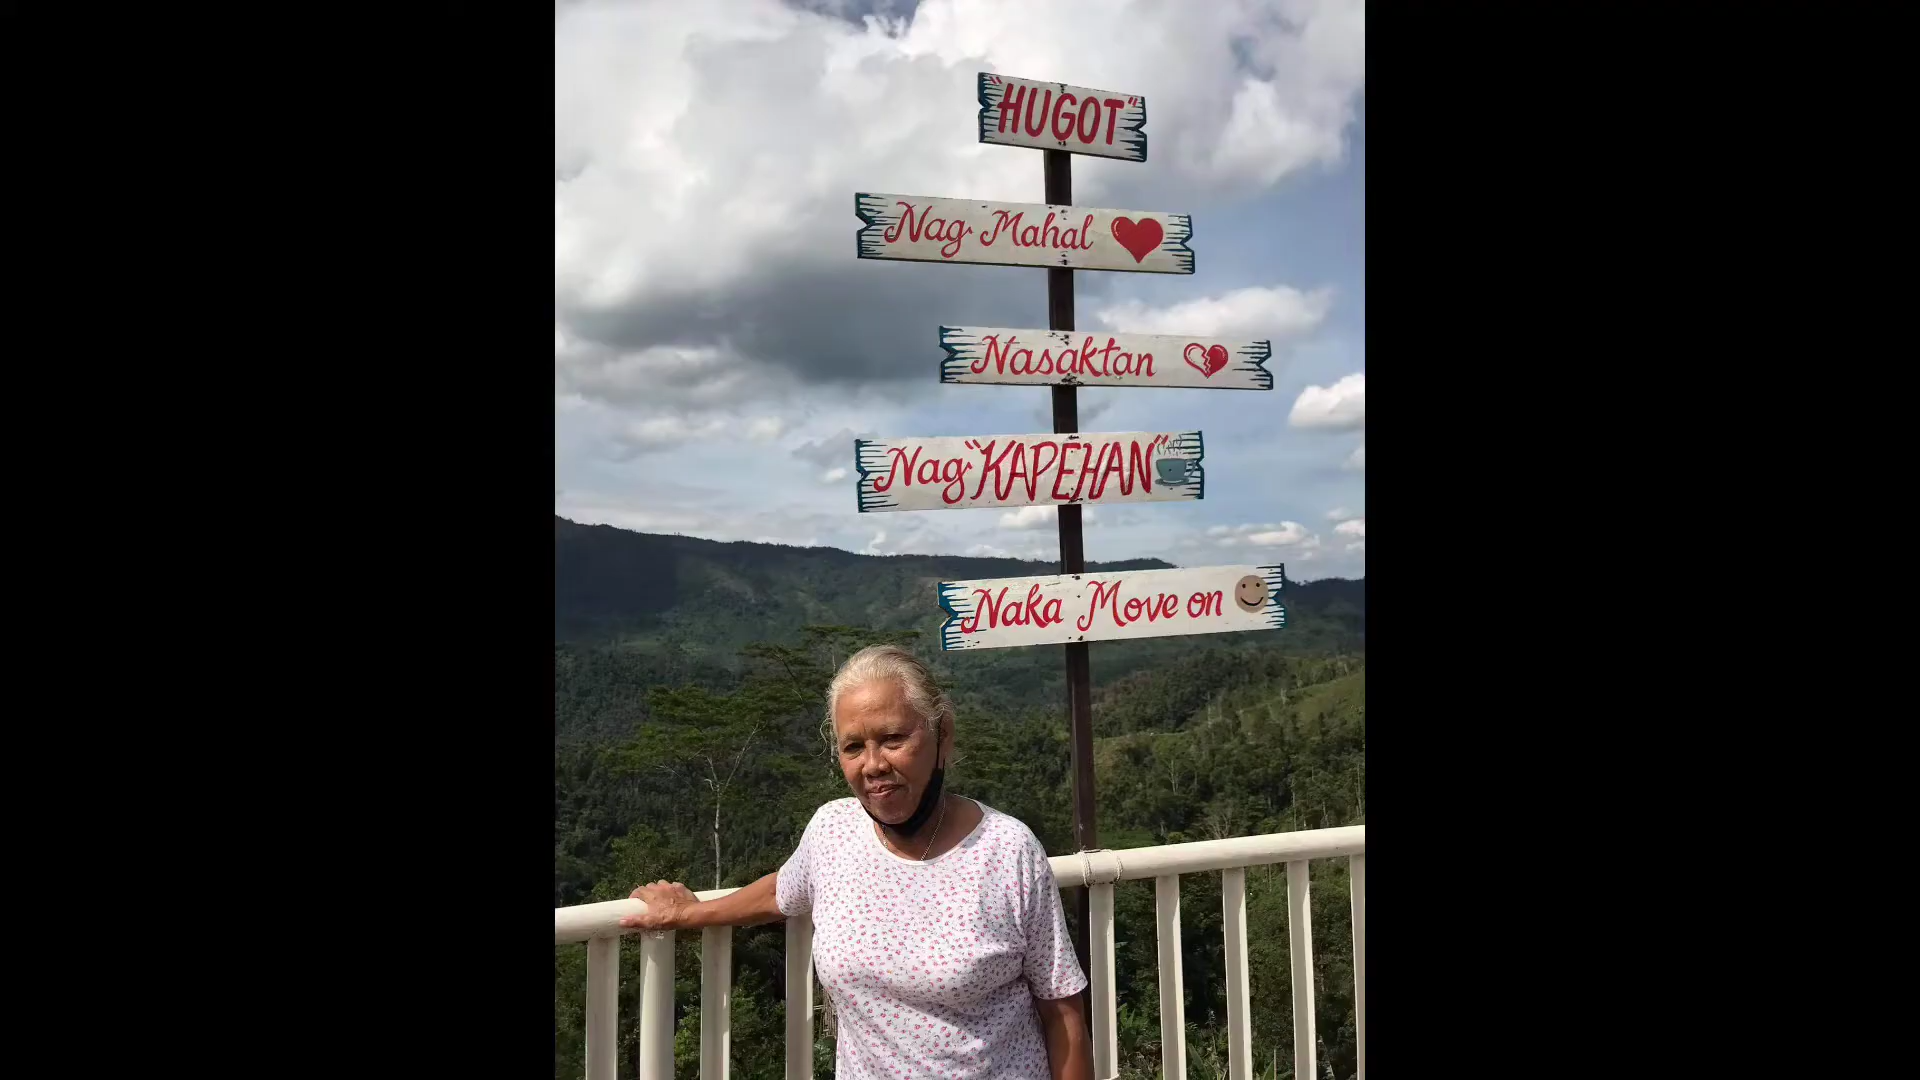 "HUGOT"
Nag Mahal
Nasaktan
Nag "KAPEHAN"
Naka Move on